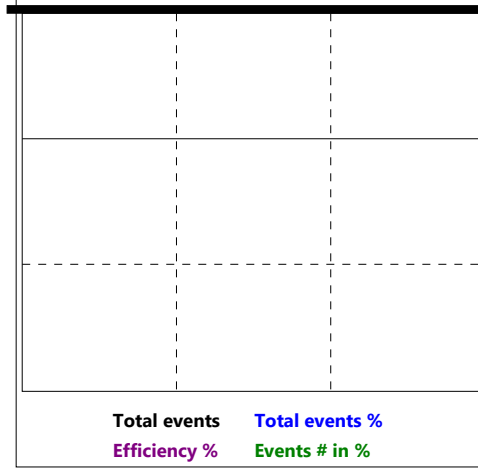 Total events Total events %
Efficiency % Events # in %